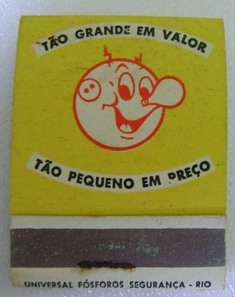 TÃO GRANDE EM VALOR
TÃO PEQUENO EM PREÇO
UNIVERSAL FÓSFOROS SEGURANÇA - RIO